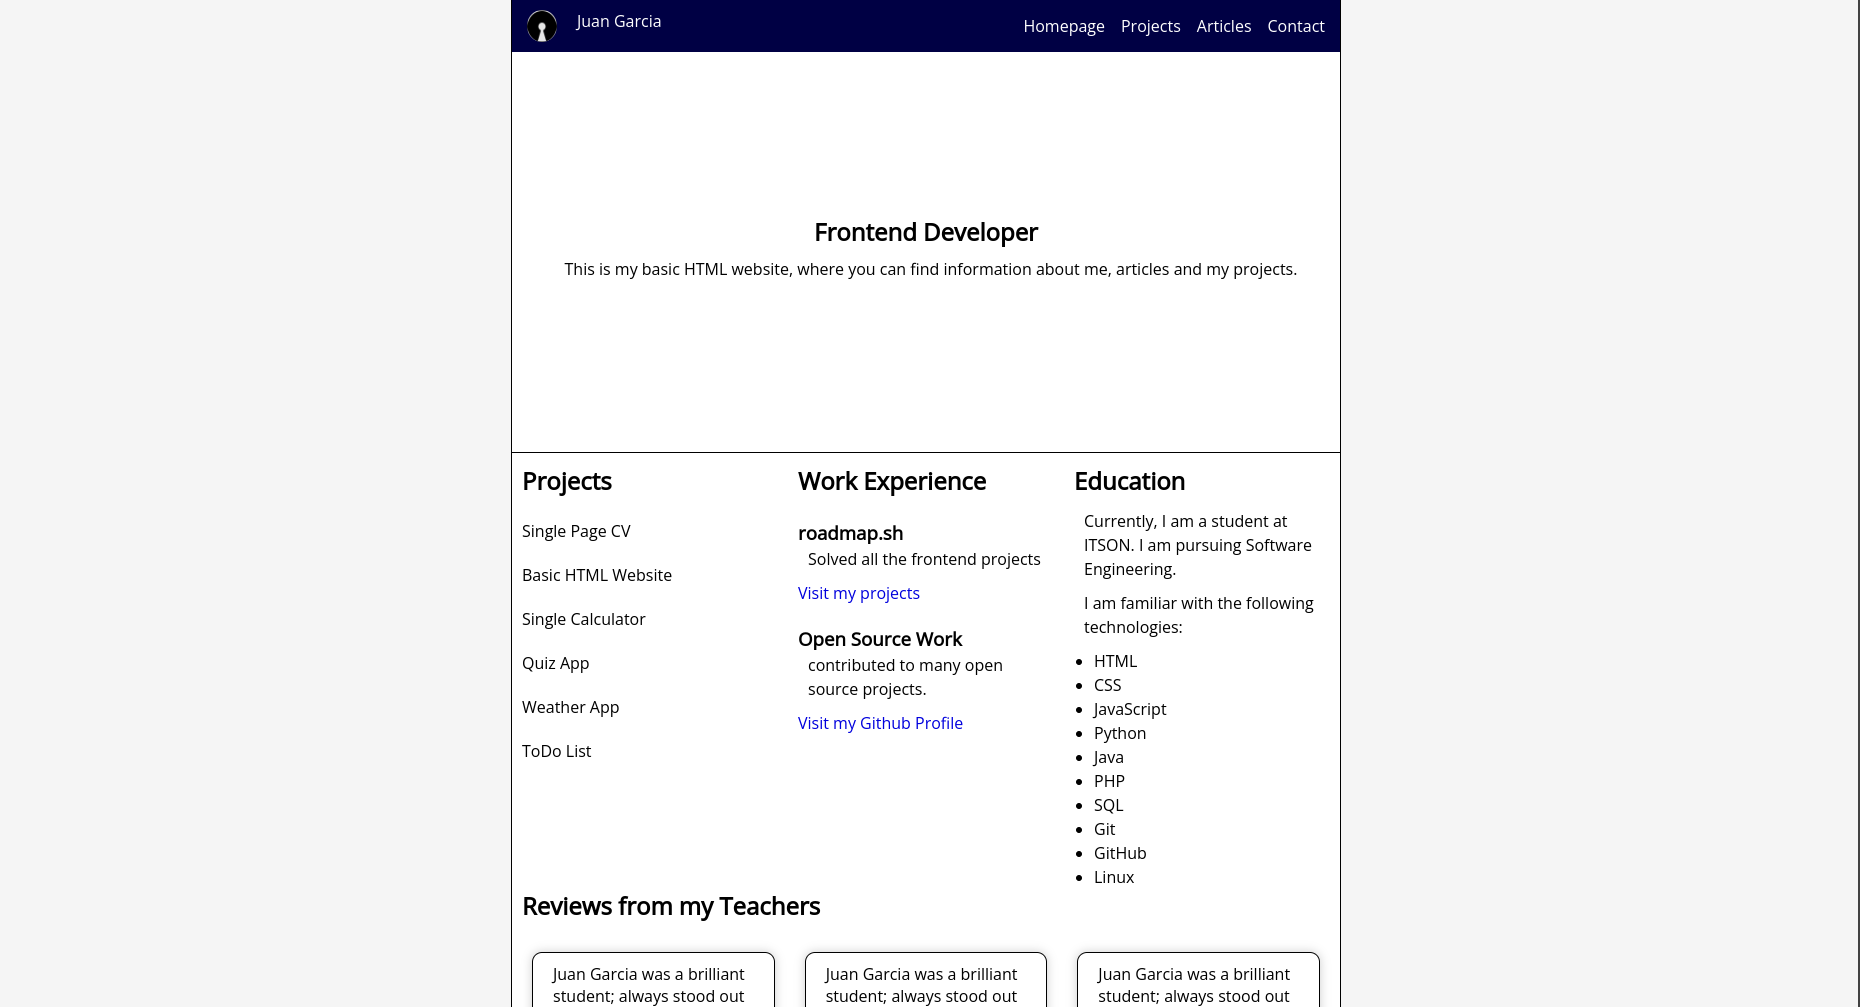 Juan Garcia
Homepage Projects Articles Contact
Frontend Developer
This is my basic HTML website, where you can find information about me, articles and my projects.
Projects
Single Page CV
Basic HTML Website
Single Calculator
Quiz App
Weather App
ToDo List
Work Experience
roadmap.sh
Solved all the frontend projects
Visit my projects
Open Source Work
contributed to many open
source projects.
Visit my Github Profile
Education
Currently, I am a student at
ITSON. I am pursuing Software
Engineering.
I am familiar with the following
technologies:
HTML
CSS
JavaScript
Python
Java
PHP
SQL
Git
GitHub
Linux
Reviews from my Teachers
Juan Garcia was a brilliant
student; always stood out
Juan Garcia was a brilliant
student; always stood out
Juan Garcia was a brilliant
student; always stood out